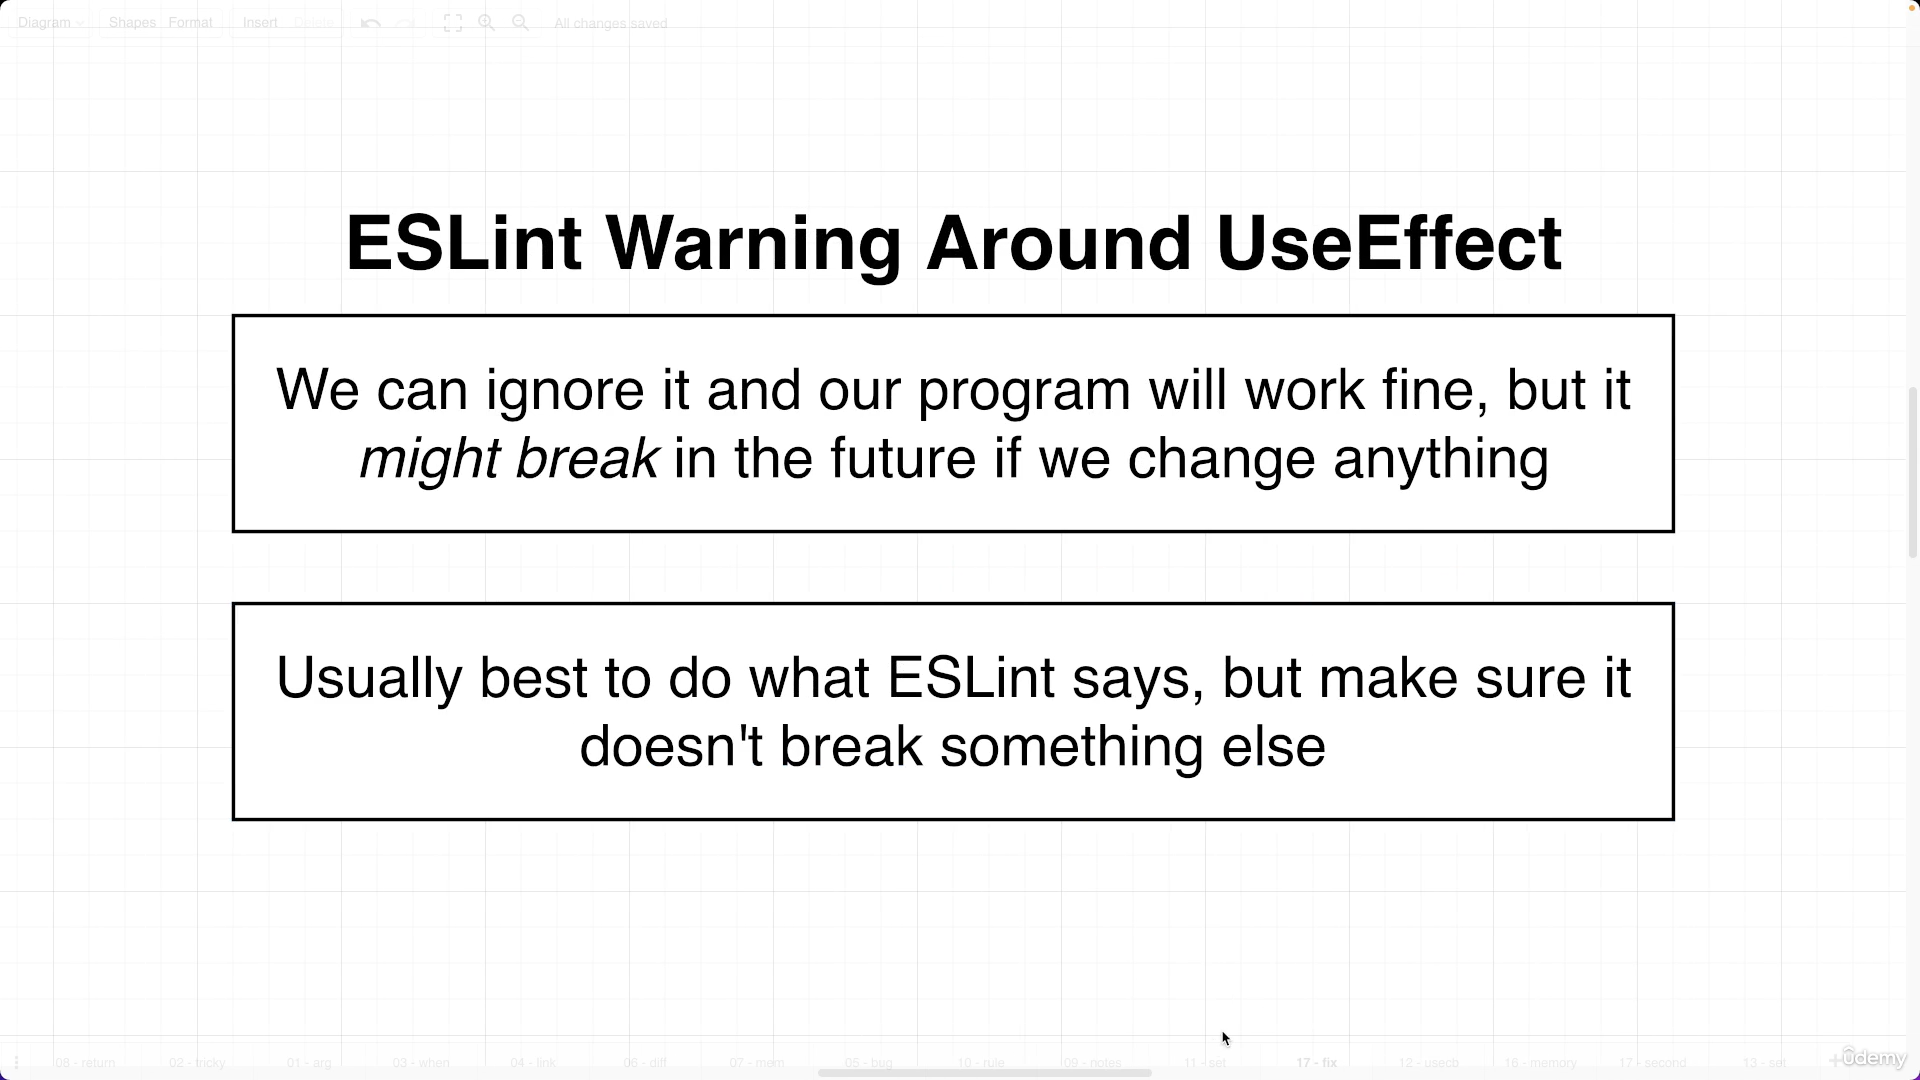 Diagram Shapes Format Insert Delete All changes saved
ESLint Warning Around UseEffect
We can ignore it and our program will work fine, but it
might break in the future if we change anything
Usually best to do what ESLint says, but make sure it
doesn't break something else
08 - return 02 - tricky 01 - arg 03 - when 04 - link 06 - diff 07 - mem 05 - bug 10 - rule 09 - notes 11 - set 17 - fix 12 - usecb 16 - memory 17 - second 13 - set
ûdemy